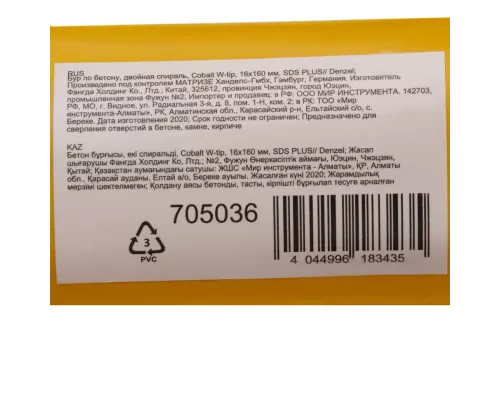 RUS
Бур по бетону, двойная спираль, Cobalt W-tip, 16x160 мм, SDS PLUS// Denzel;
Произведено под контролем МАТРИЗЕ Ханделс-Гмбх, Гамбург, Германия. Изготовитель
Фангда Холдинг Ко., Лтд./ Китай, 325612, провинция Чжэцзян, город Юэцин,
промышленная зона Фужун №2; Импортер и продавец: в РФ ООО МИР ИНСТРУМЕНТА. 142703,
РФ, МО, г. Видное, ул. Радиальная 3-я, д. 8, пом. 1-Н, ком. 2; в РК: ТОО «Мир
инструмента-Алматы», РК, Алматинская обл., Карасайский р-н, Ельтайский с/о, с.
Береке. Дата изготовления 2020; Срок годности не ограничен; Предназначено для
сверления отверстий в бетоне, камне, кирпиче
KAZ
Бетон бұрғысы, екі спиральді, Cobalt W-tip, 16x160 мм, SDS PLUS// Denzel; Жасап
шығарушы Фангда Холдинг Ко, Лтд.; №2, Фужун Өнеркәсіптік аймағы, Юэцин, Чжэцзян,
Қытай; Қазақстан аумағындағы сатушы: ЖШС «Мир инструмента - Алматы», ҚР, Алматы
обл., Қарасай ауданы, Елтай а/о, Береке ауылы. Жасалған күні 2020; Жарамдылық
мерзімі шектелмеген; Қолдану аясы бетонды, тасты, кірпішті бұрғылап тесуге арналған
705036
3
PVC
4 044996 183435